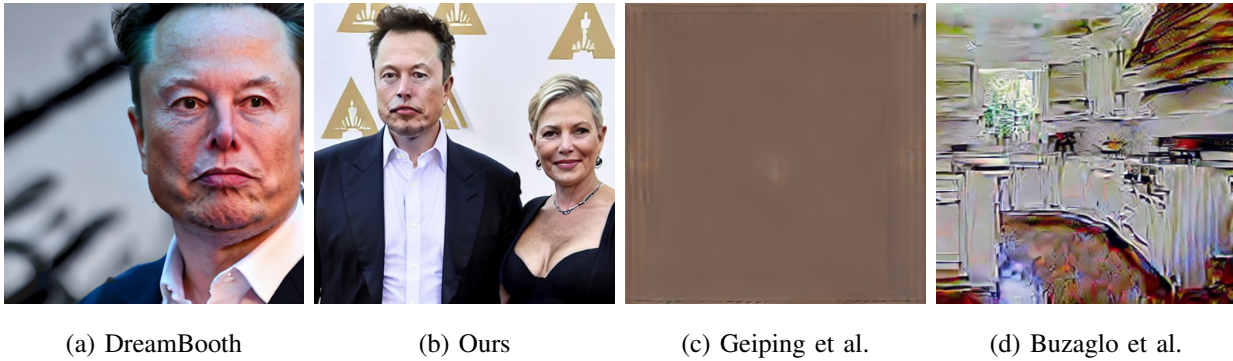 (a) DreamBooth
(b) Ours
(c) Geiping et al.
(d) Buzaglo et al.